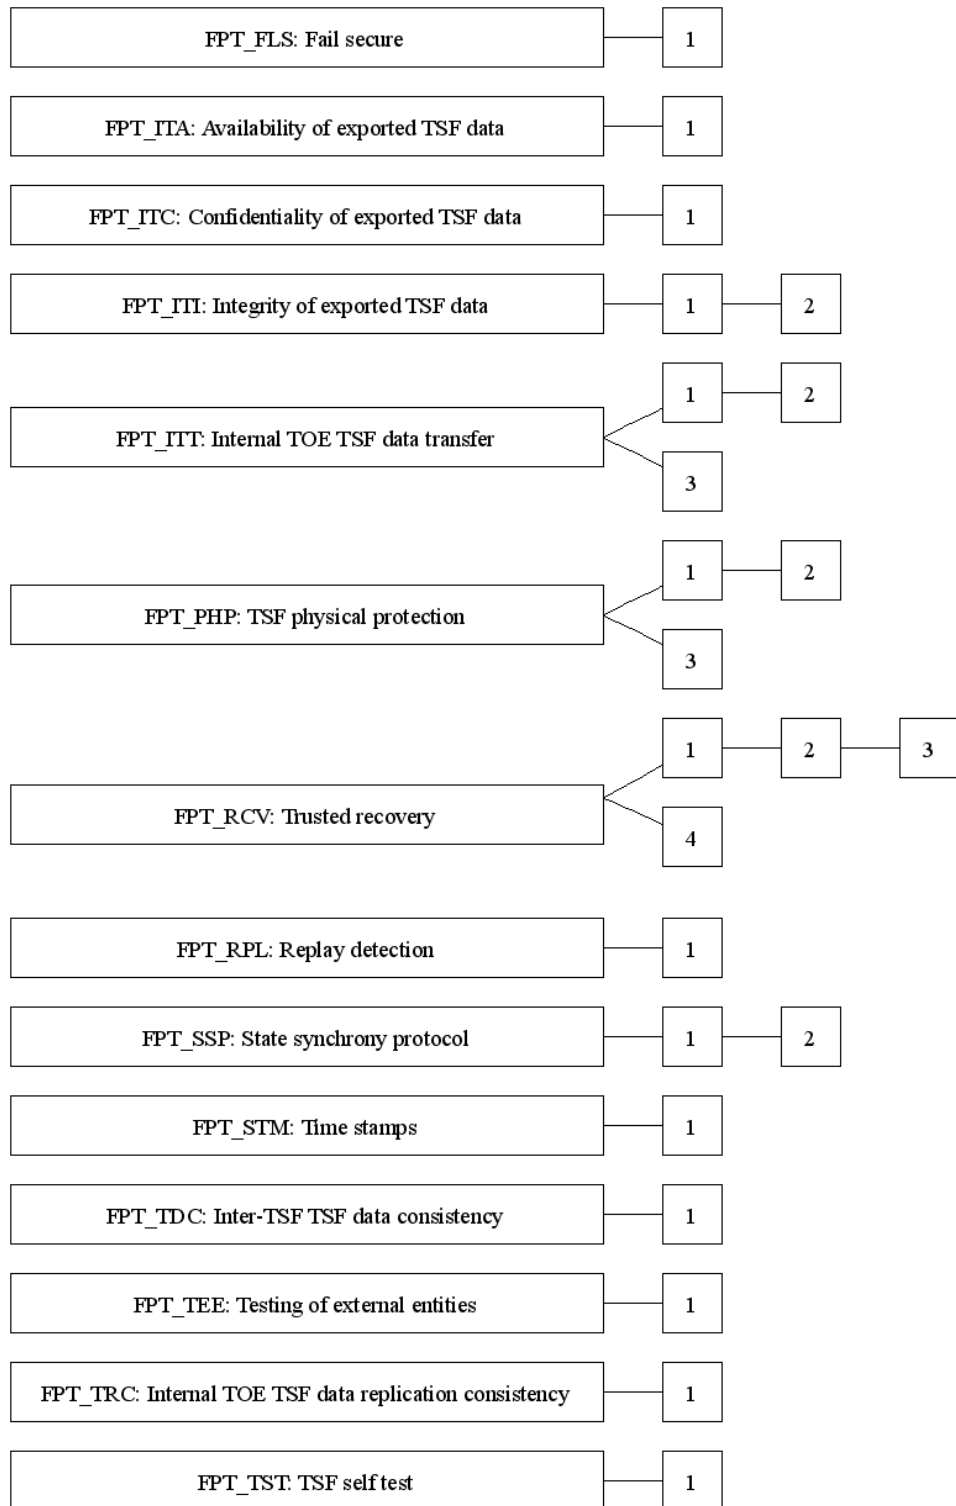 FPT_FLS: Fail secure 1
FPT_ITA: Availability of exported TSF data 1
FPT_ITC: Confidentiality of exported TSF data 1
FPT_ITI: Integrity of exported TSF data 1 2
1 2
FPT_ITT: Internal TOE TSF data transfer
3
1 2
FPT_PHP: TSF physical protection
3
1 2 3
FPT_RCV: Trusted recovery
4
FPT_RPL: Replay detection 1
FPT_SSP: State synchrony protocol 1 2
FPT_STM: Time stamps 1
FPT_TDC: Inter-TSF TSF data consistency 1
FPT_TEE: Testing of external entities 1
FPT_TRC: Internal TOE TSF data replication consistency 1
FPT_TST: TSF self test 1